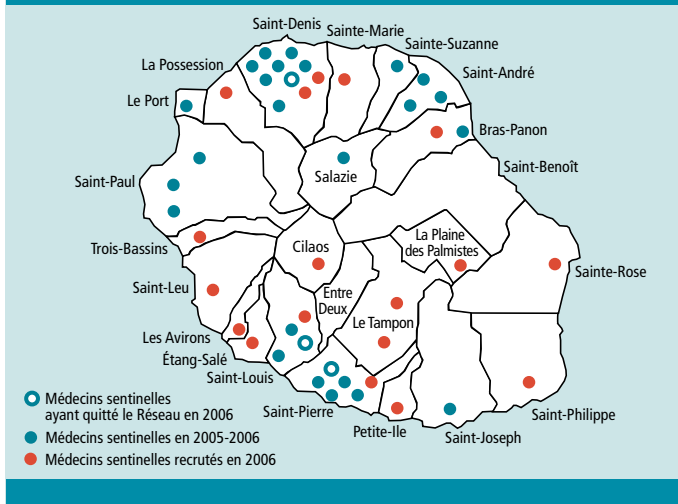 Saint-Denis
Sainte-Marie
Sainte-Suzanne
La Possession
Saint-André
Le Port
Bras-Panon
Saint-Benoît
Salazie
Saint-Paul
La Plaine
des Palmistes
Trois-Bassins
Cilaos
Sainte-Rose
Saint-Leu
Entre
Deux
Le Tampon
Les Avirons
Étang-Salé
Saint-Louis
Saint-Pierre
Petite-Ile
Saint-Joseph
Saint-Philippe
Médecins sentinelles
ayant quitté le Réseau en 2006
Médecins sentinelles en 2005-2006
Médecins sentinelles recrutés en 2006